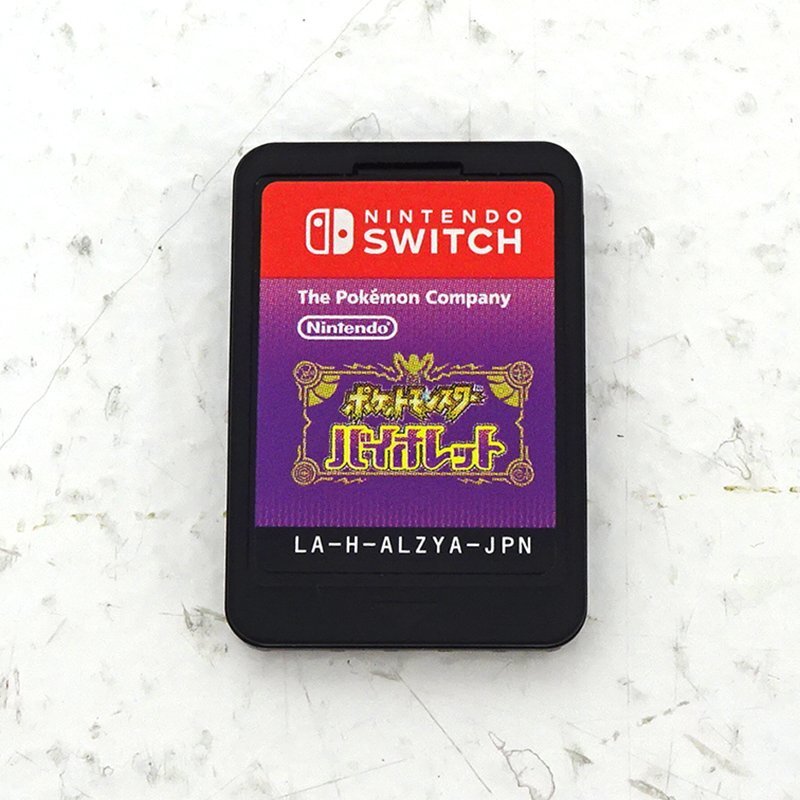 NINTENDO
SWITCH
The Pokémon Company
Nintendo
ポケットモンスター
バイオレット
LA-H-ALZYA-JPN